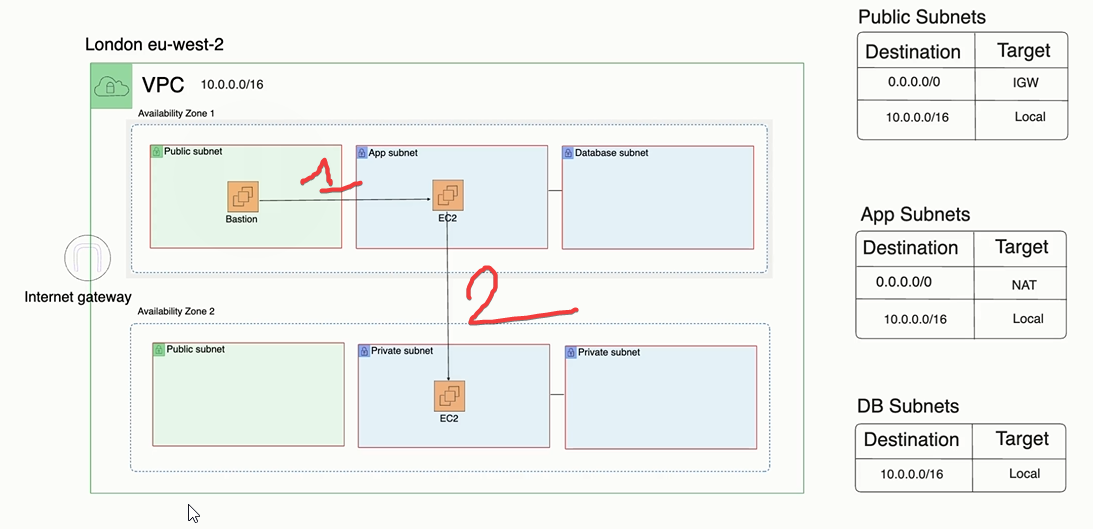 London eu-west-2
VPC 10.0.0.0/16
Availability Zone 1
Public subnet
App subnet
Database subnet
1
Bastion
EC2
Internet gateway
2
Availability Zone 2
Public subnet
Private subnet
Private subnet
EC2
Public Subnets
Destination Target
0.0.0.0/0 IGW
10.0.0.0/16 Local
App Subnets
Destination Target
0.0.0.0/0 NAT
10.0.0.0/16 Local
DB Subnets
Destination Target
10.0.0.0/16 Local